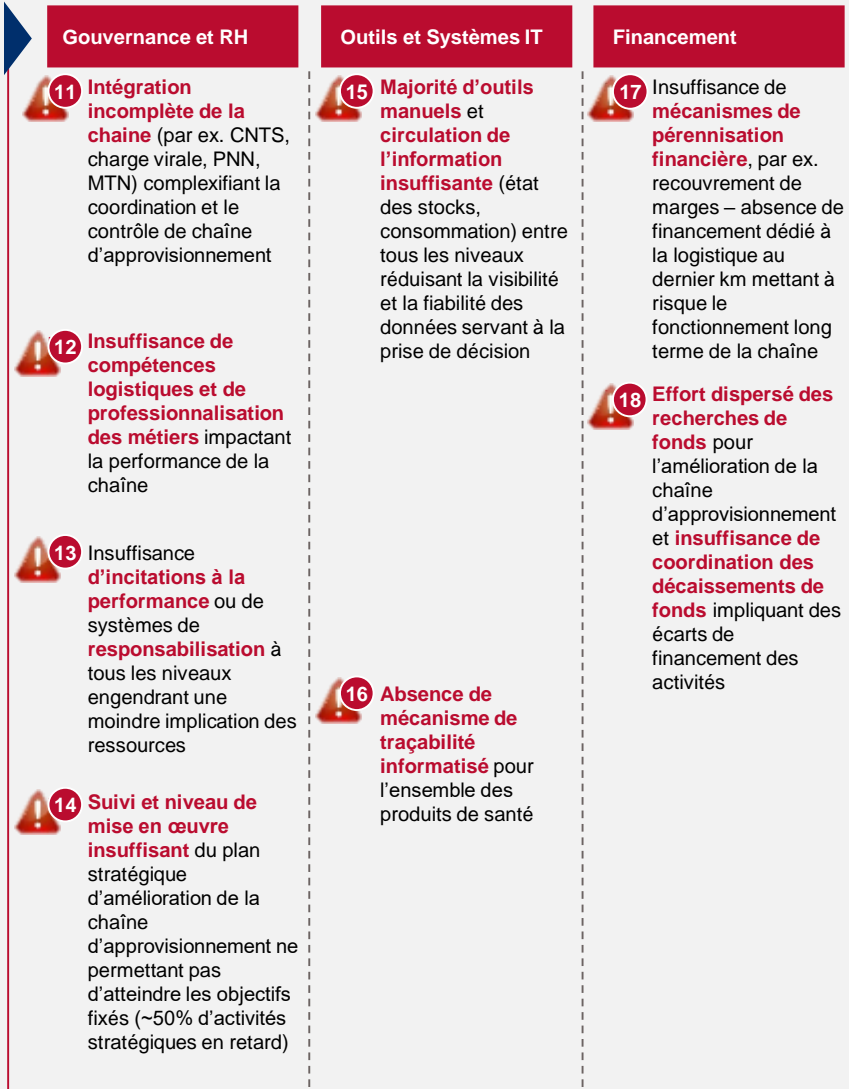 Gouvernance et RH
11
Intégration
incomplète de la
chaine (par ex. CNTS,
charge virale, PNN,
MTN) complexifiant la
coordination et le
contrôle de chaîne
d’approvisionnement
12
Insuffisance de
compétences
logistiques et de
professionnalisation
des métiers impactant
la performance de la
chaîne
13
Insuffisance
d’incitations à la
performance ou de
systèmes de
responsabilisation à
tous les niveaux
engendrant une
moindre implication des
ressources
14
Suivi et niveau de
mise en œuvre
insuffisant du plan
stratégique
d’amélioration de la
chaîne
d’approvisionnement ne
permettant pas
d’atteindre les objectifs
fixés (~50% d’activités
stratégiques en retard)
Outils et Systèmes IT
15
Majorité d’outils
manuels et
circulation de
l’information
insuffisante (état
des stocks,
consommation) entre
tous les niveaux
réduisant la visibilité
et la fiabilité des
données servant à la
prise de décision
16
Absence de
mécanisme de
traçabilité
informatisé pour
l’ensemble des
produits de santé
Financement
17
Insuffisance de
mécanismes de
pérennisation
financière, par ex.
recouvrement de
marges – absence de
financement dédié à
la logistique au
dernier km mettant à
risque le
fonctionnement long
terme de la chaîne
18
Effort dispersé des
recherches de
fonds pour
l’amélioration de la
chaîne
d’approvisionnement
et insuffisance de
coordination des
décaissements de
fonds impliquant des
écarts de
financement des
activités